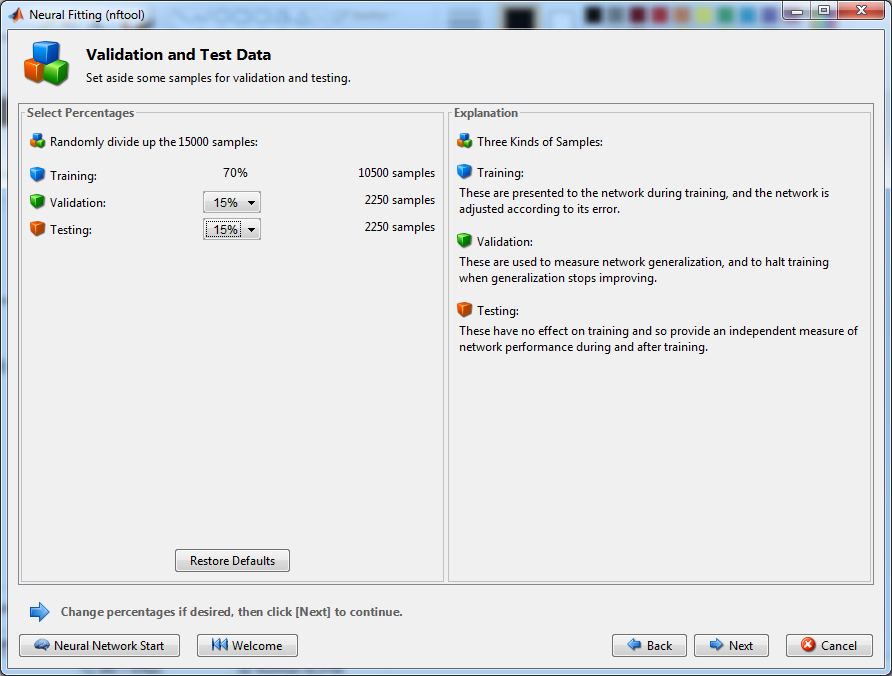 Neural Fitting (nftool)
Validation and Test Data
Set aside some samples for validation and testing.
Select Percentages
Randomly divide up the 15000 samples:
Training: 70% 10500 samples
Validation: 15% 2250 samples
Testing: 15% 2250 samples
Restore Defaults
Explanation
Three Kinds of Samples:
Training:
These are presented to the network during training, and the network is
adjusted according to its error.
Validation:
These are used to measure network generalization, and to halt training
when generalization stops improving.
Testing:
These have no effect on training and so provide an independent measure of
network performance during and after training.
Change percentages if desired, then click [Next] to continue.
Neural Network Start Welcome Back Next Cancel